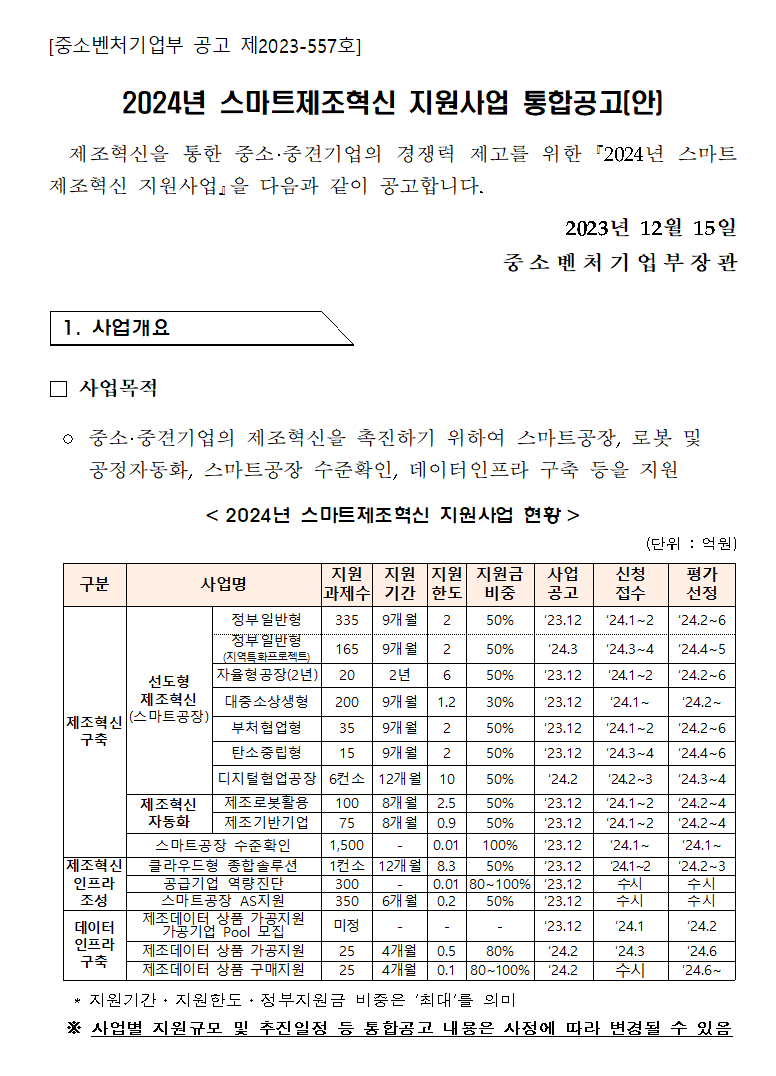 [중소벤처기업부 공고 제2023-557호]
2024년 스마트제조혁신 지원사업 통합공고(안)
제조혁신을 통한 중소·중견기업의 경쟁력 제고를 위한 『2024년 스마트
제조혁신 지원사업』을 다음과 같이 공고합니다.
2023년 12월 15일
중소벤처기업부장관
1. 사업개요
□ 사업목적
○ 중소·중견기업의 제조혁신을 촉진하기 위하여 스마트공장, 로봇 및
공정자동화, 스마트공장 수준확인, 데이터인프라 구축 등을 지원
< 2024년 스마트제조혁신 지원사업 현황 >
(단위 : 억원)
구분 사업명 지원과제수 지원기간 지원한도 지원금비중 사업공고 신청접수 평가선정
제조혁신 구축
선도형 제조혁신 (스마트공장)
정부일반형 335 9개월 2 50% '23.12 '24.1~2 '24.2~6
정부일반형 (지역특화프로젝트) 165 9개월 2 50% '24.3 '24.3~4 '24.4~5
자율형공장(2년) 20 2년 6 50% '23.12 '24.1~2 '24.2~6
대중소상생형 200 9개월 1.2 30% '23.12 '24.1~ '24.2~
부처협업형 35 9개월 2 50% '23.12 '24.1~2 '24.2~6
탄소중립형 15 9개월 2 50% '23.12 '24.3~4 '24.4~6
디지털협업공장 6컨소 12개월 10 50% '24.2 '24.2~3 '24.3~4
제조혁신 자동화
제조로봇활용 100 8개월 2.5 50% '23.12 '24.1~2 '24.2~4
제조기반기업 75 8개월 0.9 50% '23.12 '24.1~2 '24.2~4
스마트공장 수준확인 1,500 - 0.01 100% '23.12 '24.1~ '24.1~
제조혁신 인프라 조성
클라우드형 종합솔루션 1컨소 12개월 8.3 50% '23.12 '24.1~2 '24.2~3
공급기업 역량진단 300 - 0.01 80~100% '23.12 수시 수시
스마트공장 AS지원 350 6개월 0.2 50% '23.12 수시 수시
데이터 인프라 구축
제조데이터 상품 가공지원 가공기업 Pool 모집 미정 - - - '23.12 '24.1 '24.2
제조데이터 상품 가공지원 25 4개월 0.5 80% '24.2 '24.3 '24.6
제조데이터 상품 구매지원 25 4개월 0.1 80~100% '24.2 수시 '24.6~
* 지원기간·지원한도·정부지원금 비중은 '최대'를 의미
※ 사업별 지원규모 및 추진일정 등 통합공고 내용은 사정에 따라 변경될 수 있음